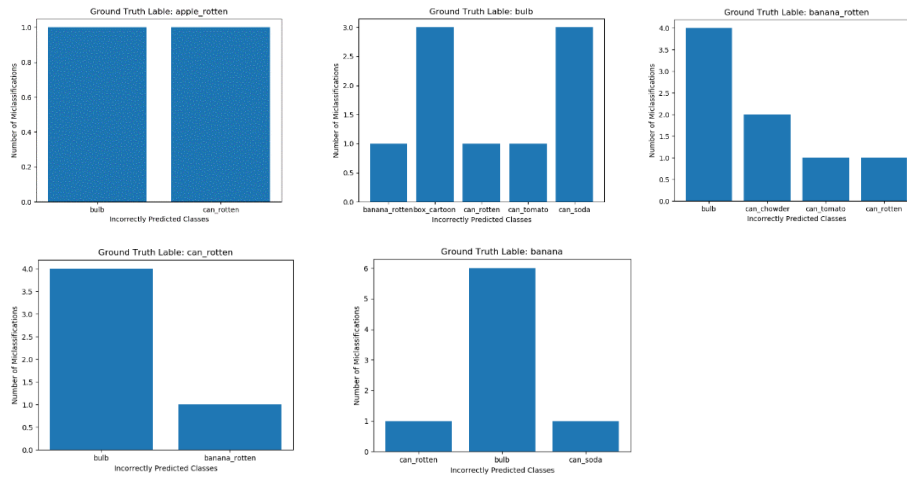 Ground Truth Lable: apple_rotten
Number of Miclassifications
1.0
0.8
0.6
0.4
0.2
0.0
bulb can_rotten
Incorrectly Predicted Classes
Ground Truth Lable: bulb
Number of Miclassifications
3.0
2.5
2.0
1.5
1.0
0.5
0.0
banana_rotten box_cartoon can_rotten can_tomato can_soda
Incorrectly Predicted Classes
Ground Truth Lable: banana_rotten
Number of Miclassifications
4.0
3.5
3.0
2.5
2.0
1.5
1.0
0.5
0.0
bulb can_chowder can_tomato can_rotten
Incorrectly Predicted Classes
Ground Truth Lable: can_rotten
Number of Miclassifications
4.0
3.5
3.0
2.5
2.0
1.5
1.0
0.5
0.0
bulb banana_rotten
Incorrectly Predicted Classes
Ground Truth Lable: banana
Number of Miclassifications
6
5
4
3
2
1
0
can_rotten bulb can_soda
Incorrectly Predicted Classes